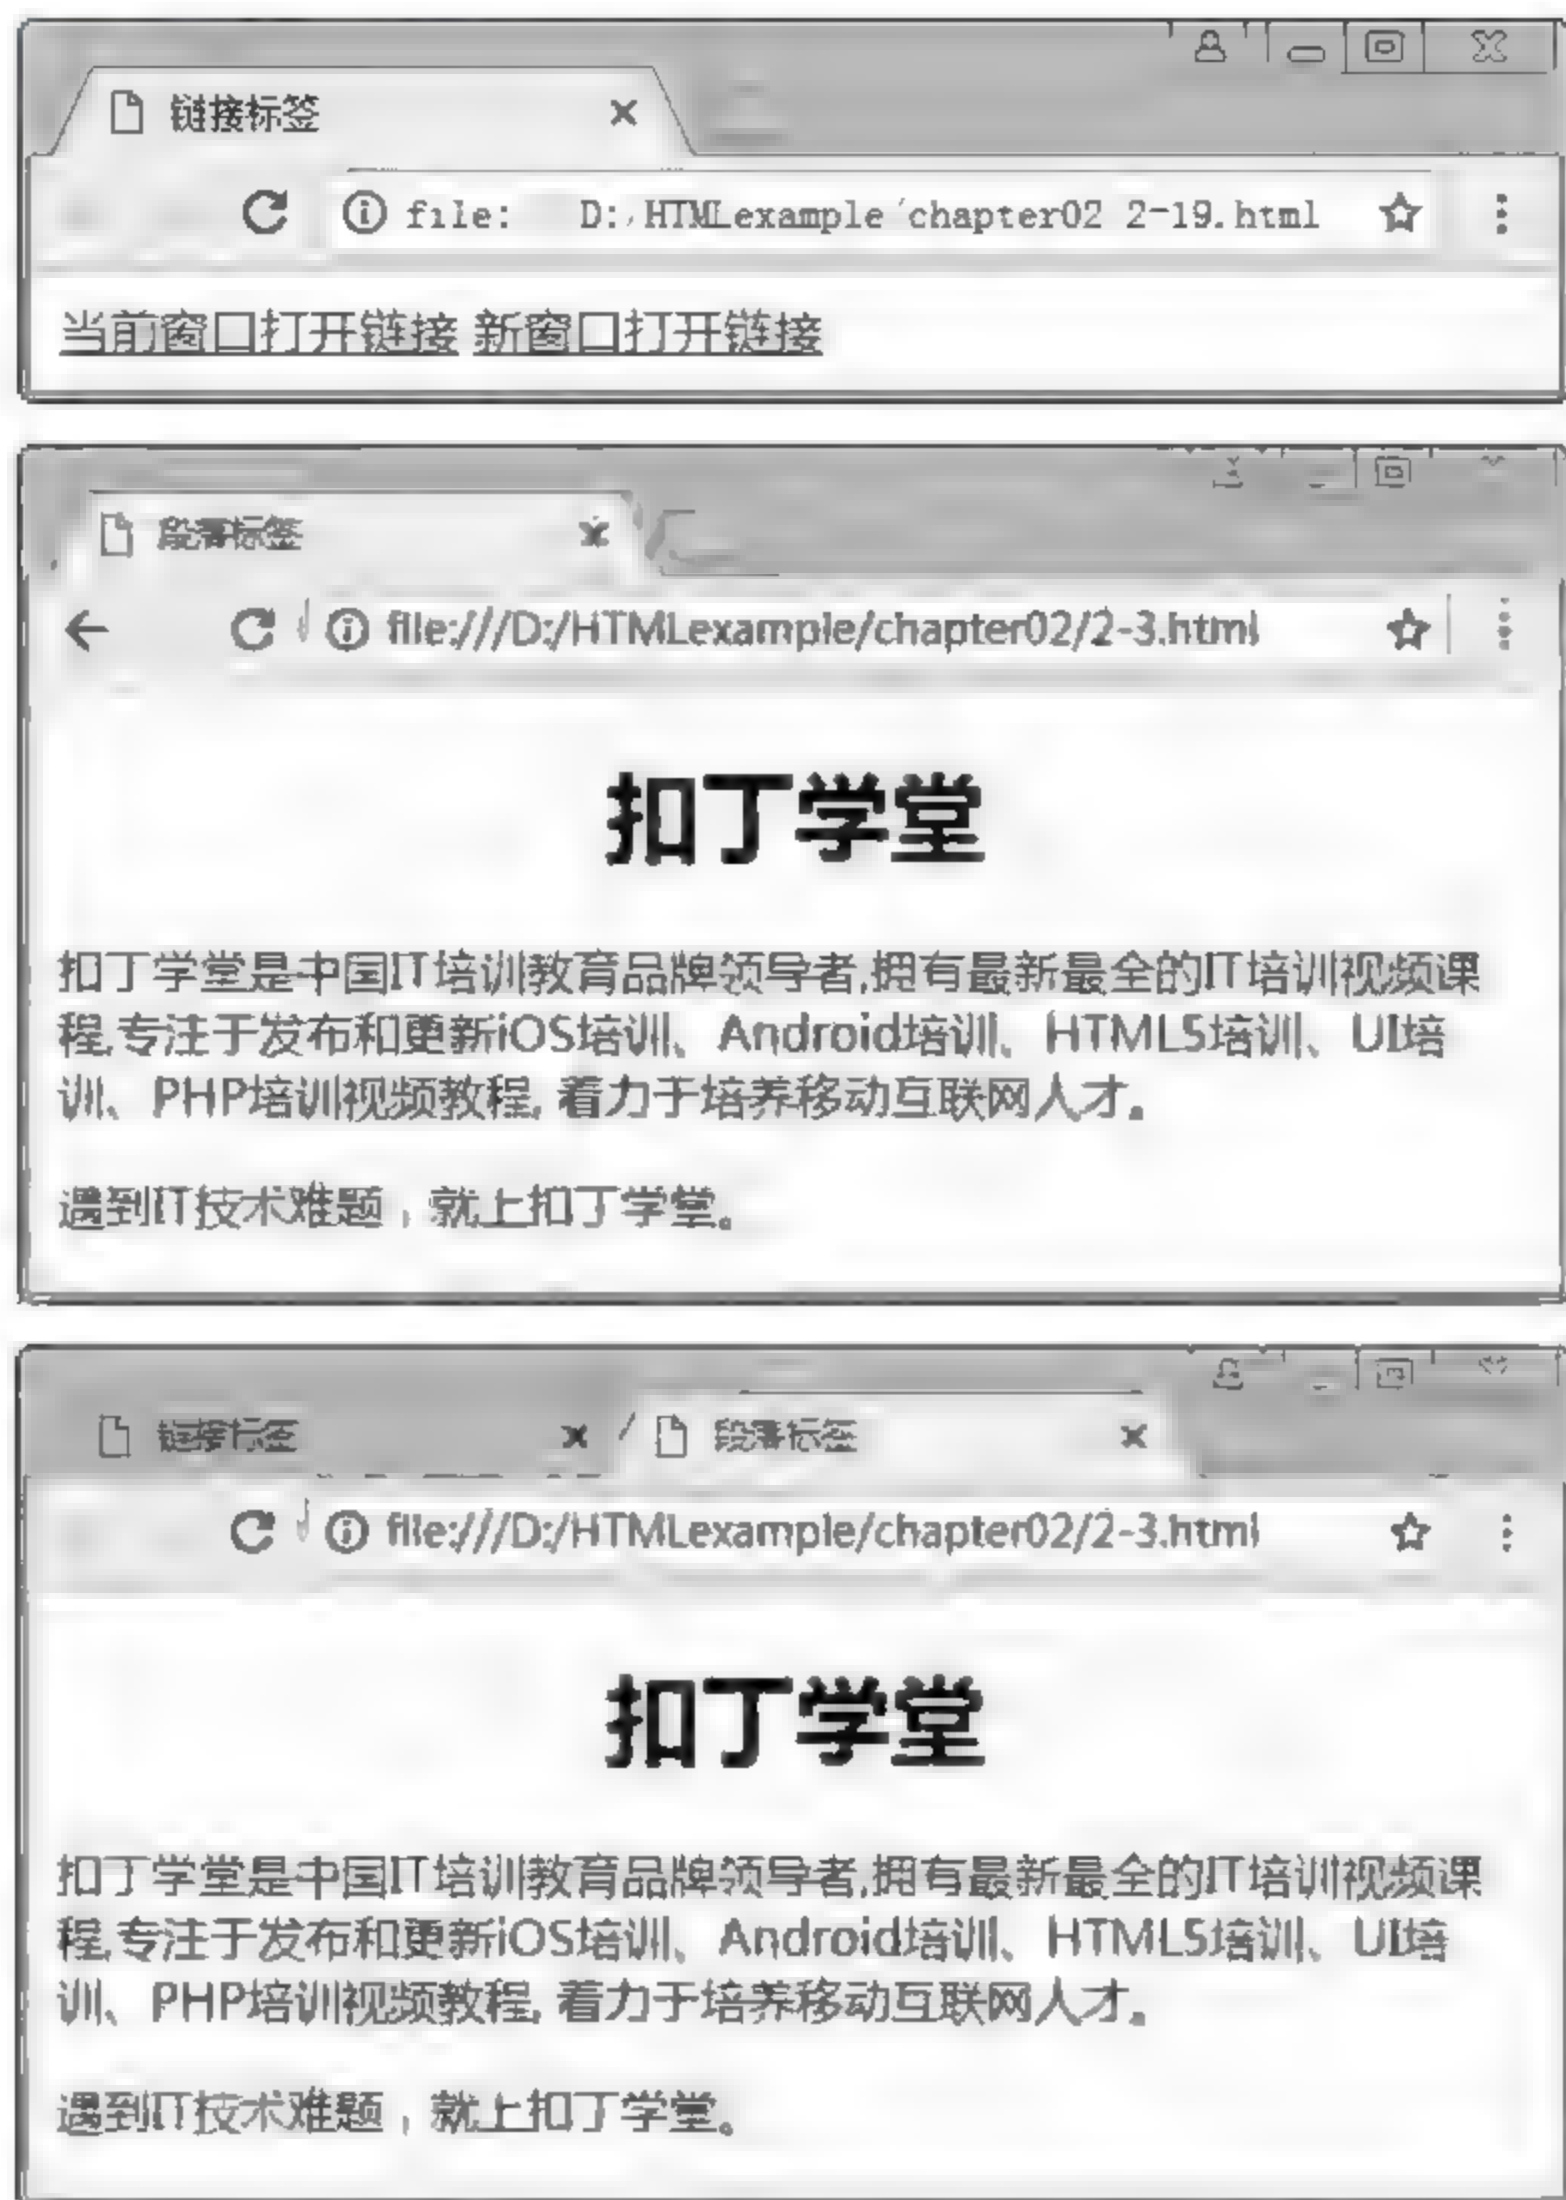 链接标签
file: D: HTMLexample chapter02 2-19.html
当前窗口打开链接 新窗口打开链接
段落标签
file:///D:/HTMLexample/chapter02/2-3.html
扣丁学堂
扣丁学堂是中国IT培训教育品牌领导者,拥有最新最全的IT培训视频课
程,专注于发布和更新iOS培训、Android培训、HTML5培训、UI培
训、PHP培训视频教程, 着力于培养移动互联网人才。
遇到IT技术难题，就上扣丁学堂。
链接标签 段落标签
file:///D:/HTMLexample/chapter02/2-3.html
扣丁学堂
扣丁学堂是中国IT培训教育品牌领导者,拥有最新最全的IT培训视频课
程,专注于发布和更新iOS培训、Android培训、HTML5培训、UI培
训、PHP培训视频教程, 着力于培养移动互联网人才。
遇到IT技术难题，就上扣丁学堂。